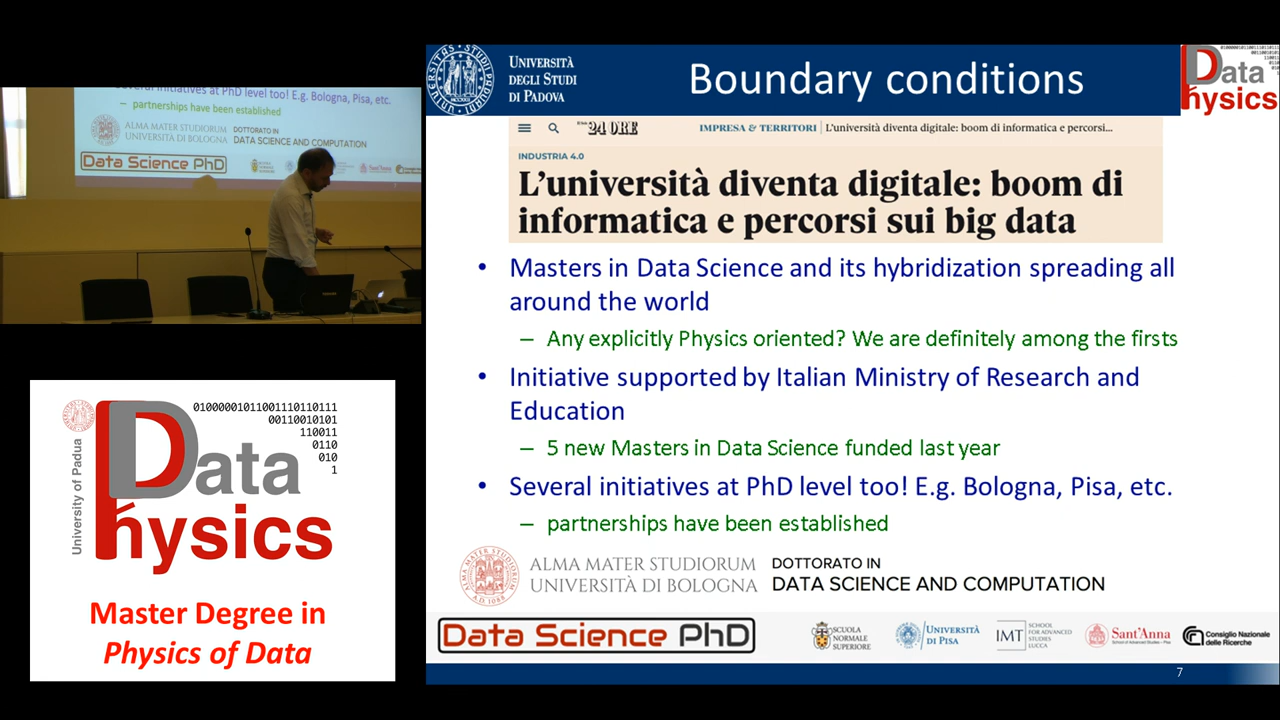 Several initiatives at PhD level too! E.g. Bologna, Pisa, etc.
– partnerships have been established
ALMA MATER STUDIORUM
UNIVERSITÀ DI BOLOGNA
DOTTORATO IN
DATA SCIENCE AND COMPUTATION
Data Science PhD
University of Padua
Data
Physics
01000001011001110110111
00110010101
110011
0110
010
1
Master Degree in
Physics of Data
UNIVERSITÀ
DEGLI STUDI
DI PADOVA
Boundary conditions
Data
Physics
24 ORE
IMPRESA & TERRITORI | L'università diventa digitale: boom di informatica e percorsi...
INDUSTRIA 4.0
L'università diventa digitale: boom di
informatica e percorsi sui big data
• Masters in Data Science and its hybridization spreading all
around the world
– Any explicitly Physics oriented? We are definitely among the firsts
• Initiative supported by Italian Ministry of Research and
Education
– 5 new Masters in Data Science funded last year
• Several initiatives at PhD level too! E.g. Bologna, Pisa, etc.
– partnerships have been established
ALMA MATER STUDIORUM
UNIVERSITÀ DI BOLOGNA
DOTTORATO IN
DATA SCIENCE AND COMPUTATION
Data Science PhD
SCUOLA
NORMALE
SUPERIORE
UNIVERSITÀ
DI PISA
IMT
SCHOOL
FOR ADVANCED
STUDIES
LUCCA
SANT'ANNA
School of Advanced Studies – Pisa
Consiglio Nazionale
delle Ricerche
7